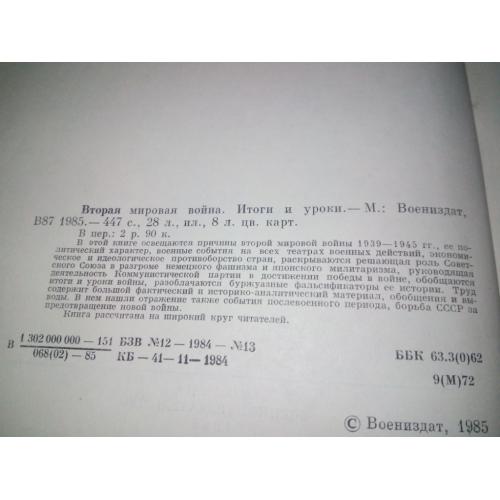 Вторая мировая война. Итоги и уроки.— М.: Воениздат,
В87 1985.— 447 с., 28 л., ил., 8 л. цв. карт.
В пер.: 2 р. 90 к.
В этой книге освещаются причины второй мировой войны 1939—1945 гг., ее по-
литический характер, военные события на всех театрах военных действий, экономиче-
ское и идеологическое противоборство стран, раскрываются решающая роль Совет-
ского Союза в разгроме немецкого фашизма и японского милитаризма, руководящая
деятельность Коммунистической партии в достижении победы в войне, обобщаются
итоги и уроки войны, разоблачаются буржуазные фальсификаторы ее истории. Труд
содержит большой фактический и историко-аналитический материал, обобщения и вы-
воды. В нем нашли отражение также события послевоенного периода, борьба СССР за
предотвращение новой войны.
Книга рассчитана на широкий круг читателей.
В 1 302 000 000 — 151 БЗВ №12 — 1984 — №13
068(02) — 85 КБ — 41— 11 — 1984
ББК 63.3(0)62
9(М)72
© Воениздат, 1985